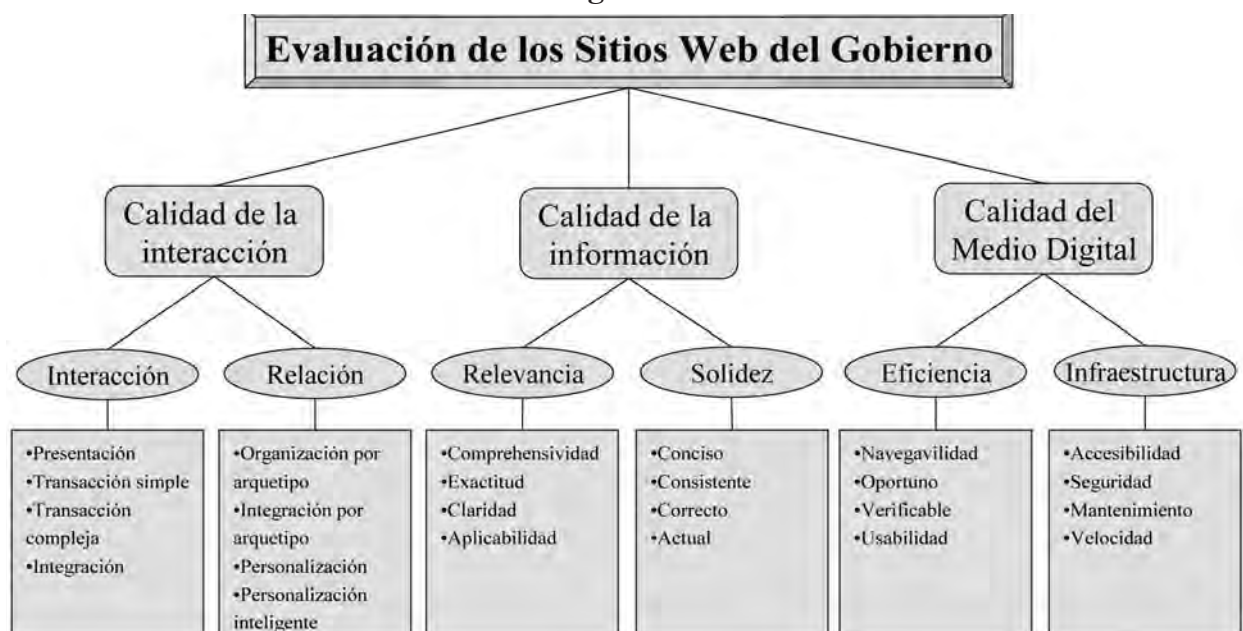 Evaluación de los Sitios Web del Gobierno
Calidad de la
interacción
Calidad de la
información
Calidad del
Medio Digital
Interacción
Relación
Relevancia
Solidez
Eficiencia
Infraestructura
•Presentación
•Transacción simple
•Transacción
compleja
•Integración
•Organización por
arquetipo
•Integración por
arquetipo
•Personalización
•Personalización
inteligente
•Comprehensividad
•Exactitud
•Claridad
•Aplicabilidad
•Conciso
•Consistente
•Correcto
•Actual
•Navegavilidad
•Oportuno
•Verificable
•Usabilidad
•Accesibilidad
•Seguridad
•Mantenimiento
•Velocidad